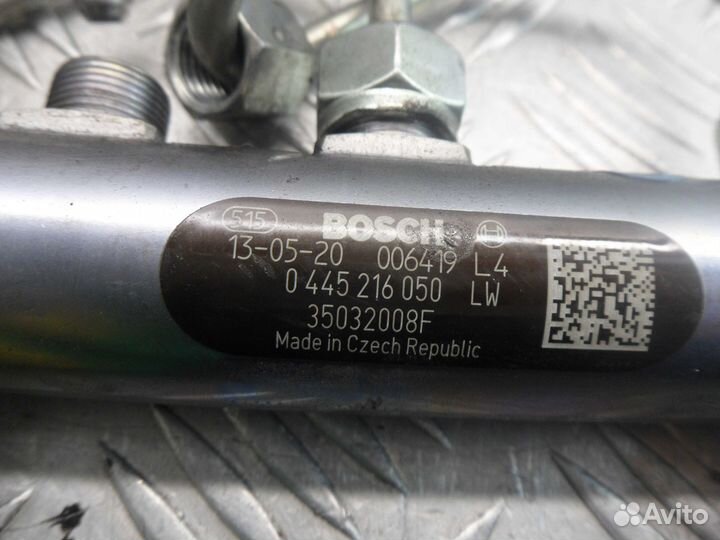 515 BOSCH
13-05-20 006419 L4
0 445 216 050 LW
35032008F
Made in Czech Republic
Avito